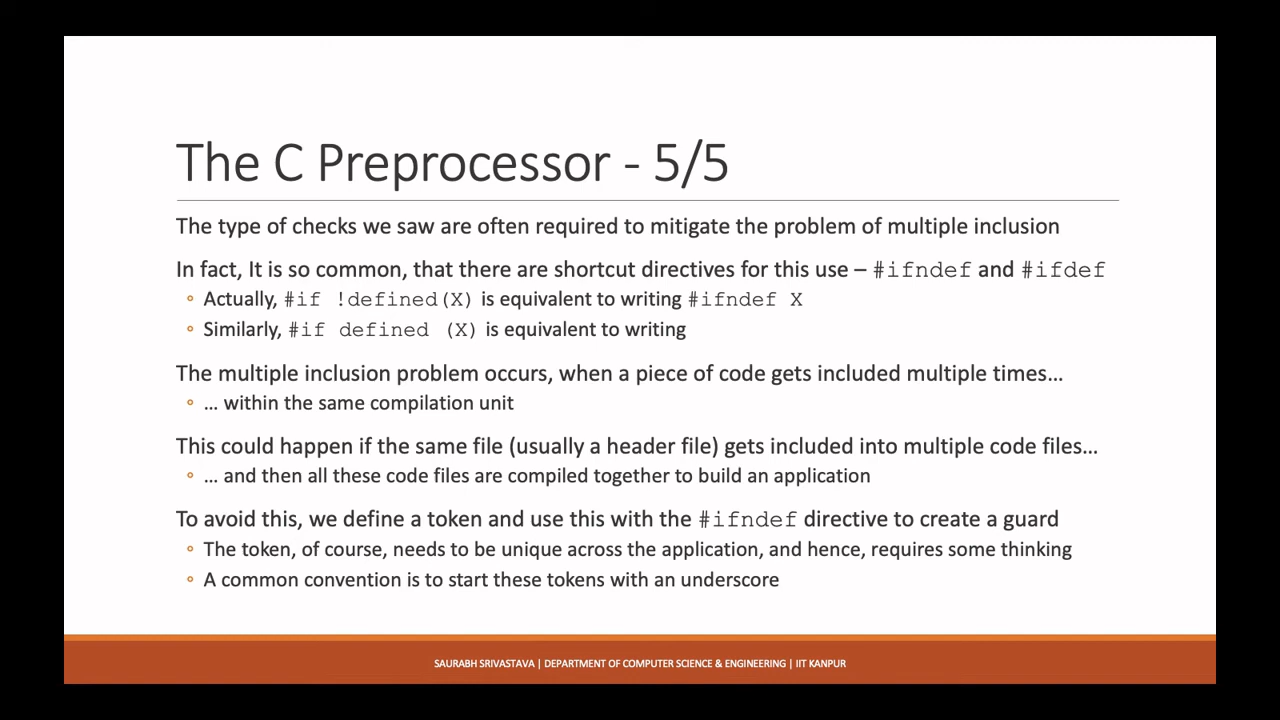 The C Preprocessor - 5/5
The type of checks we saw are often required to mitigate the problem of multiple inclusion
In fact, It is so common, that there are shortcut directives for this use – #ifndef and #ifdef
◦ Actually, #if !defined(X) is equivalent to writing #ifndef X
◦ Similarly, #if defined (X) is equivalent to writing
The multiple inclusion problem occurs, when a piece of code gets included multiple times…
◦ … within the same compilation unit
This could happen if the same file (usually a header file) gets included into multiple code files…
◦ … and then all these code files are compiled together to build an application
To avoid this, we define a token and use this with the #ifndef directive to create a guard
◦ The token, of course, needs to be unique across the application, and hence, requires some thinking
◦ A common convention is to start these tokens with an underscore
SAURABH SRIVASTAVA | DEPARTMENT OF COMPUTER SCIENCE & ENGINEERING | IIT KANPUR